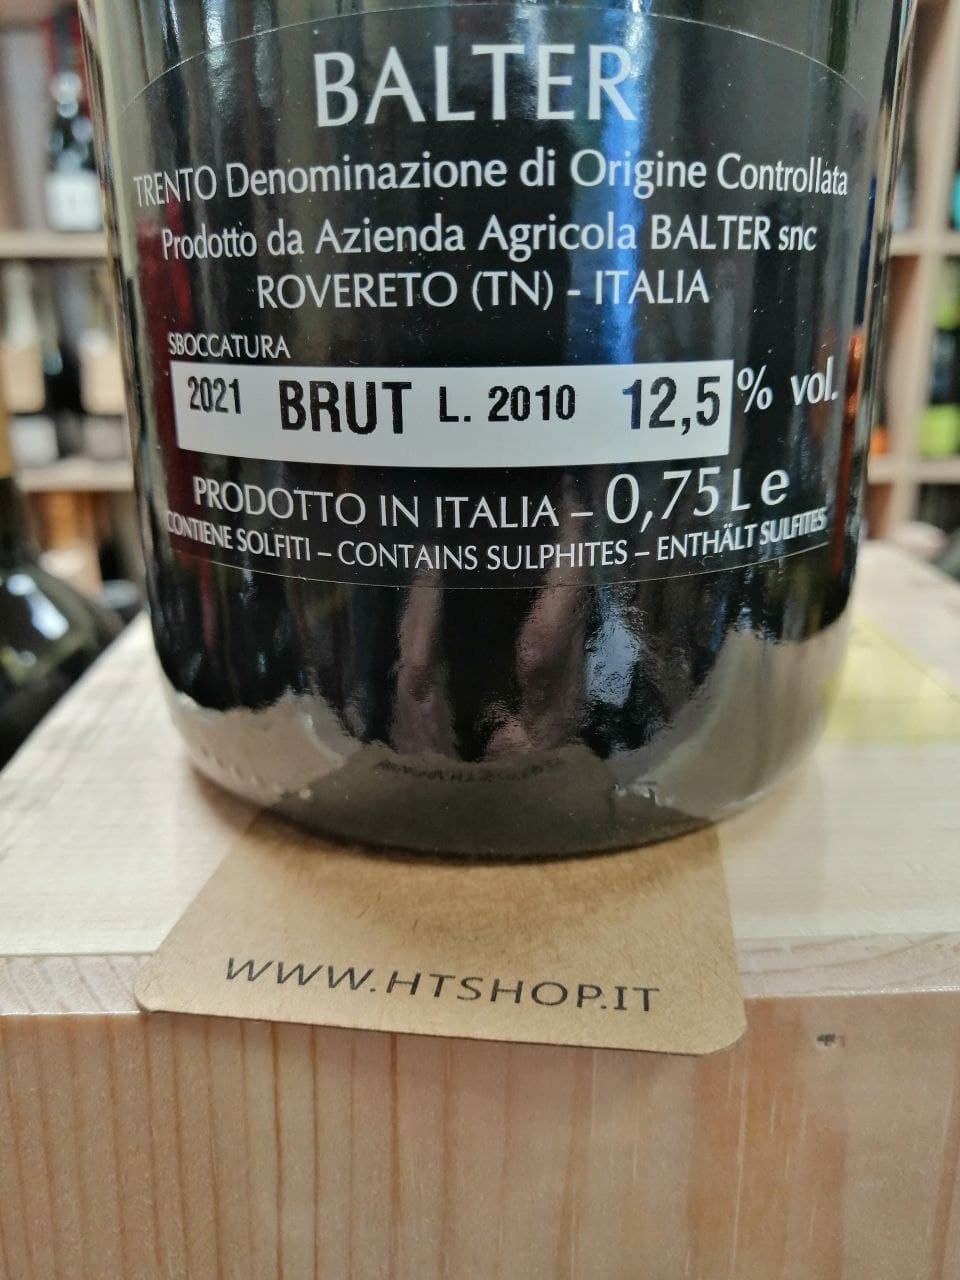 BALTER
TRENTO Denominazione di Origine Controllata
Prodotto da Azienda Agricola BALTER snc
ROVERETO (TN) - ITALIA
SBOCCATURA
2021 BRUT L. 2010 12,5 % vol.
PRODOTTO IN ITALIA – 0,75 L e
CONTIENE SOLFITI – CONTAINS SULPHITES – ENTHÄLT SULFITES
WWW.HTSHOP.IT